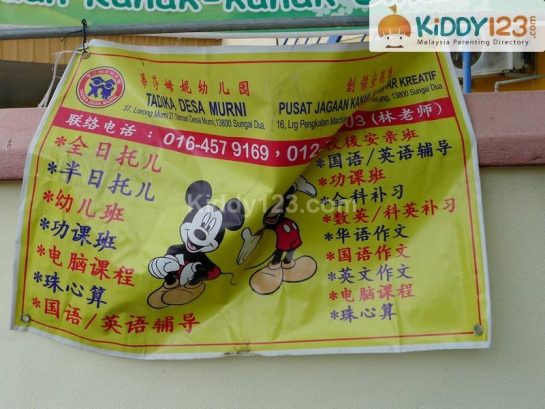 KiDDY123.com
Malaysia Parenting Directory
幼儿园
TADIKA DESA MURNI
37, Lorong Murni 27, Taman Desa Murni, 13800 Sungai Dua.
PUSAT JAGAAN KANAK
KREATIF
16, Lrg Pengkalan Machang
13800 Sungai Dua.
联络电话：016-457 9169，012
3 (林老师)
*全日托儿
*半日托儿
*幼儿班
*功课班
*电脑课程
*珠心算
*国语/英语辅导
后安亲班
*国语/英语辅导
*功课班
*全科补习
*数英/科英补习
*华语作文
*国语作文
*英文作文
*电脑课程
*珠心算
Kiddy123.com